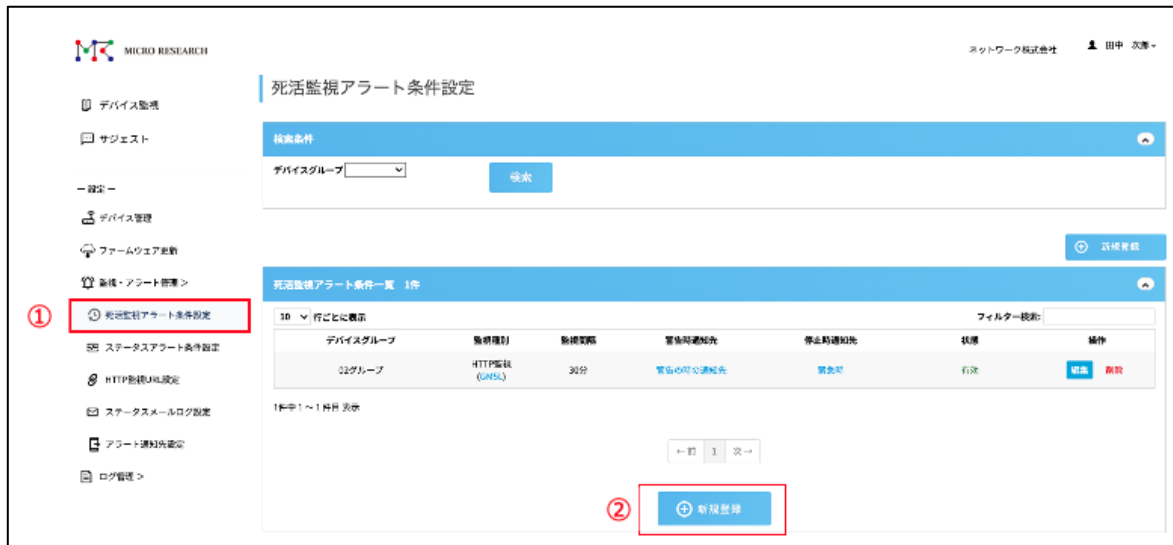 MICRO RESEARCH
ネットワーク株式会社
田中 次郎
デバイス監視
サジェスト
－設定－
デバイス管理
ファームウェア更新
監視・アラート管理 >
①
死活監視アラート条件設定
ステータスアラート条件設定
HTTP監視URL設定
ステータスメールログ設定
アラート通知先設定
ログ管理 >
死活監視アラート条件設定
検索条件
デバイスグループ
検索
新規登録
死活監視アラート条件一覧 1件
10 行ごとに表示
フィルター検索:
デバイスグループ 監視種別 監視間隔 警告時通知先 停止時通知先 状態 操作
02グループ HTTP監視 30分 警告の時の通知先 緊急時 有効 編集 削除
(GMSL)
1件中 1 ～ 1 件目 表示
←前 1 次→
②
新規登録